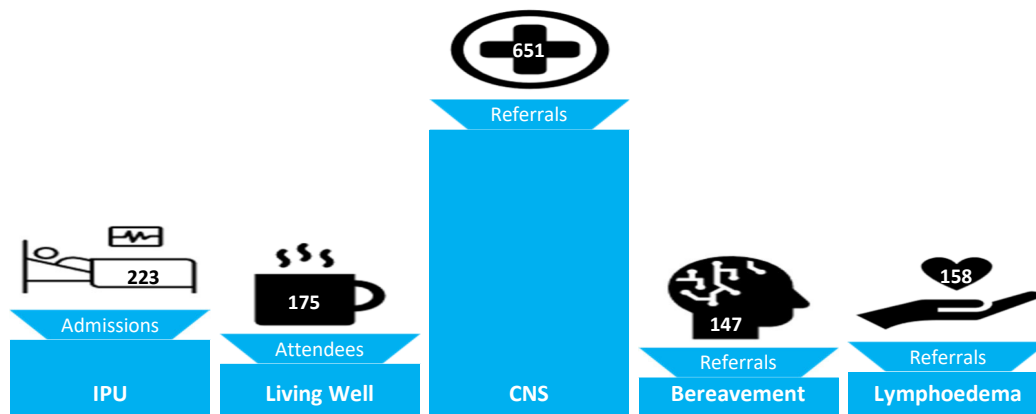 223
Admissions
IPU
175
Attendees
Living Well
651
Referrals
CNS
147
Referrals
Bereavement
158
Referrals
Lymphoedema